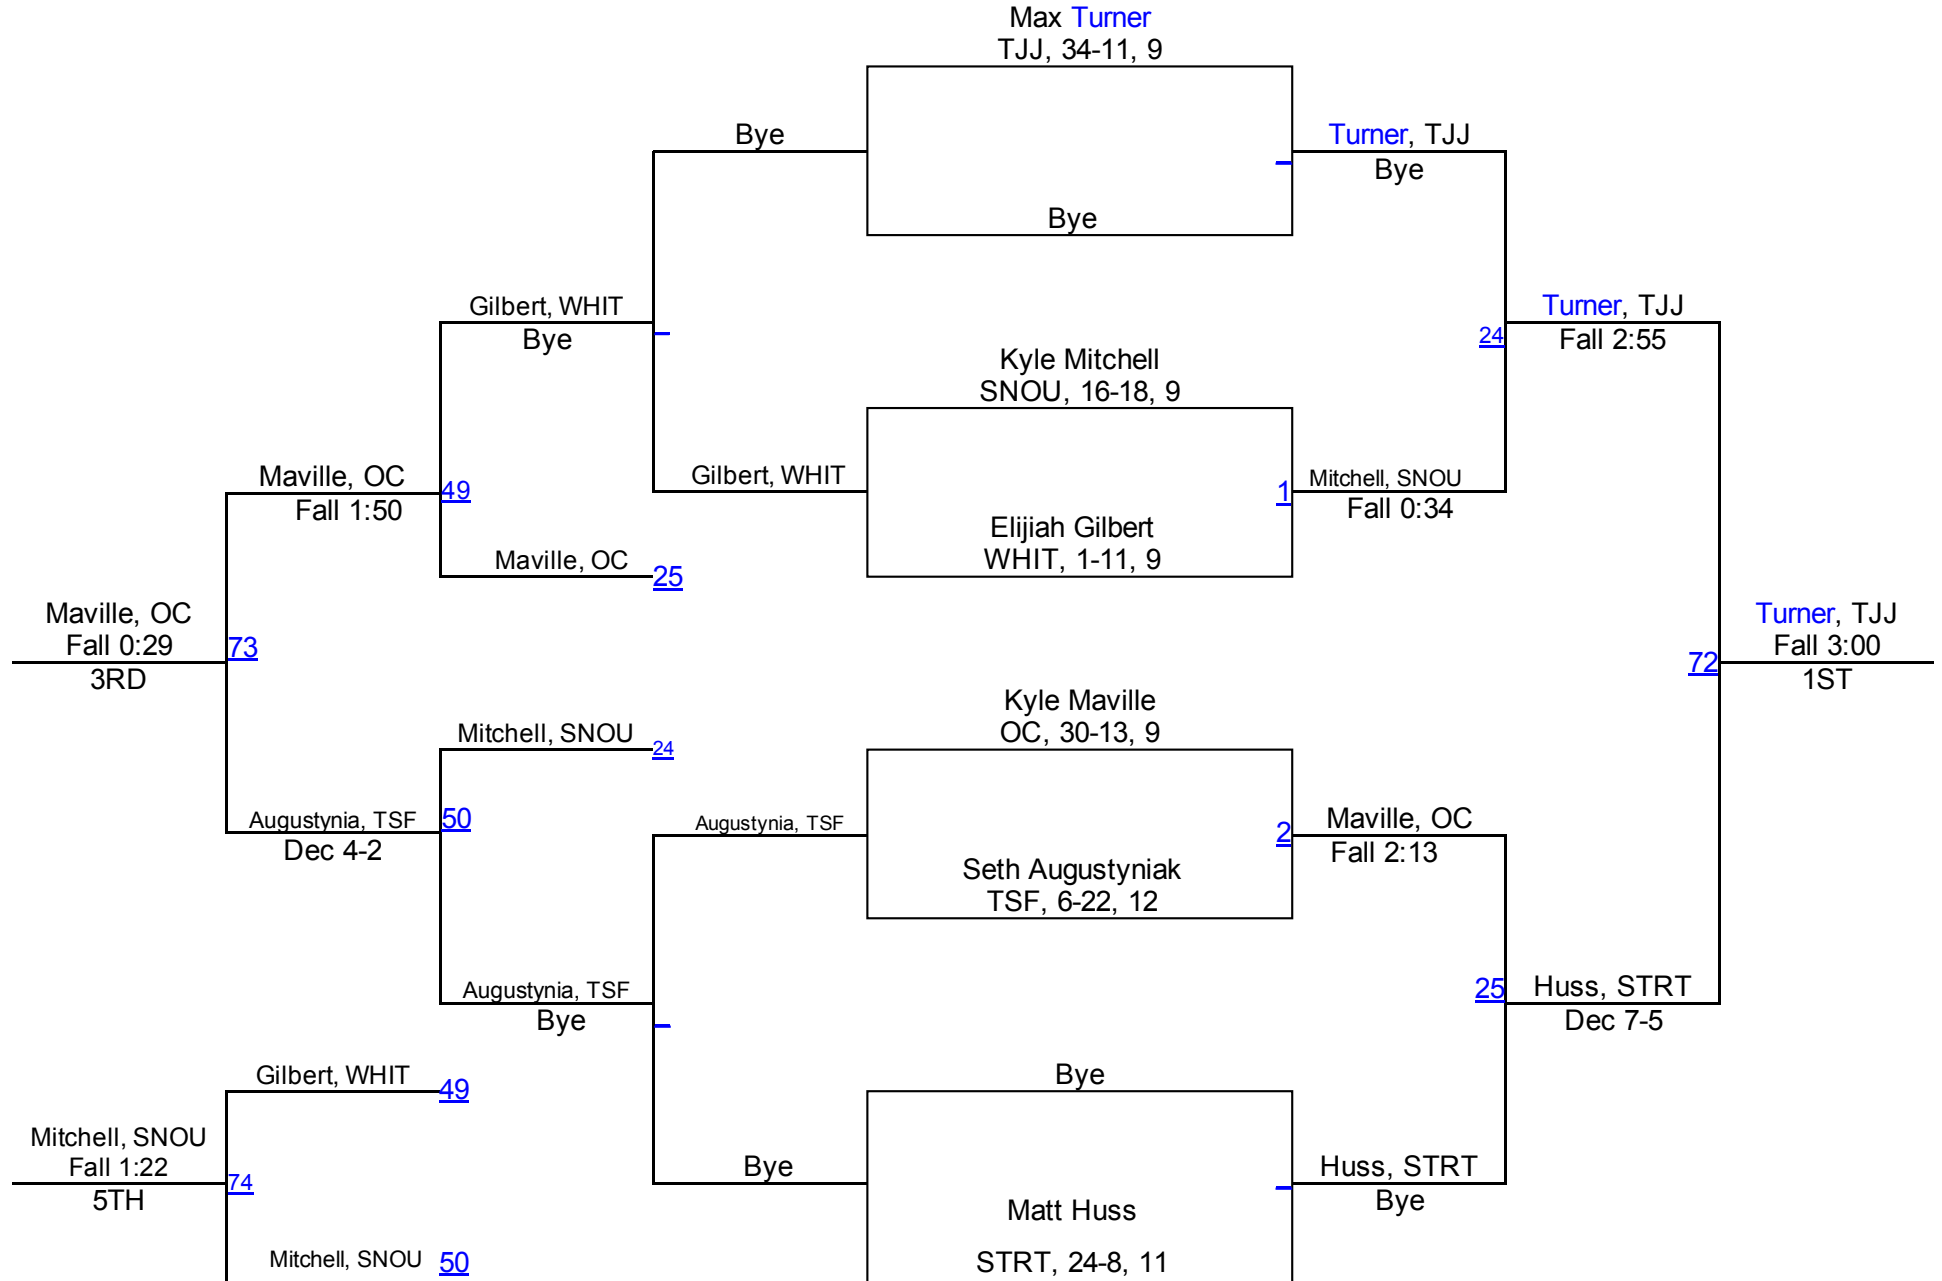 Max Turner
TJJ, 34-11, 9
Bye
Turner, TJJ
Bye
Bye
Gilbert, WHIT
Bye
Turner, TJJ
24
Fall 2:55
Kyle Mitchell
SNOU, 16-18, 9
Maville, OC
49
Fall 1:50
Gilbert, WHIT
1
Mitchell, SNOU
Fall 0:34
Elijiah Gilbert
WHIT, 1-11, 9
Maville, OC
25
Maville, OC
Fall 0:29
73
3RD
Turner, TJJ
Fall 3:00
72
1ST
Kyle Maville
OC, 30-13, 9
Mitchell, SNOU
24
Augustynia, TSF
50
Dec 4-2
Augustynia, TSF
2
Maville, OC
Fall 2:13
Seth Augustyniak
TSF, 6-22, 12
Augustynia, TSF
Bye
25
Huss, STRT
Dec 7-5
Gilbert, WHIT
49
Bye
Mitchell, SNOU
Fall 1:22
74
5TH
Bye
Huss, STRT
Bye
Matt Huss
STRT, 24-8, 11
Mitchell, SNOU
50